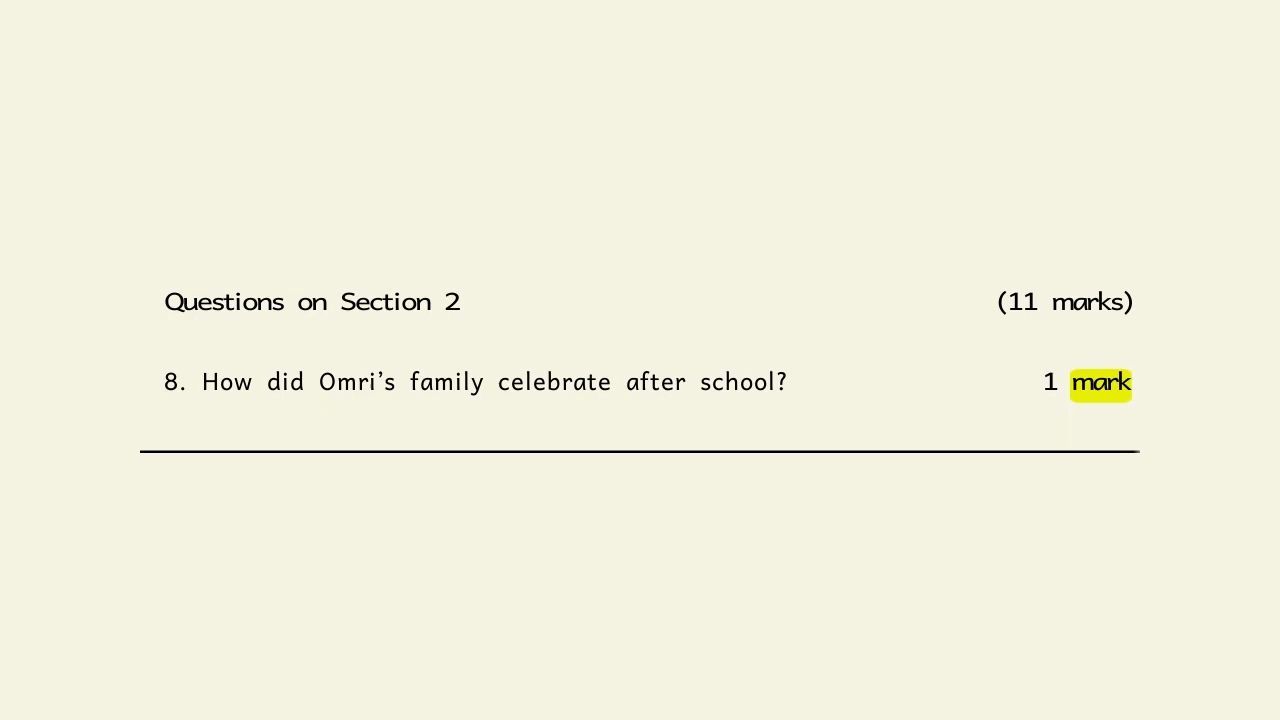 Questions on Section 2 (11 marks)
8. How did Omri’s family celebrate after school? 1 mark